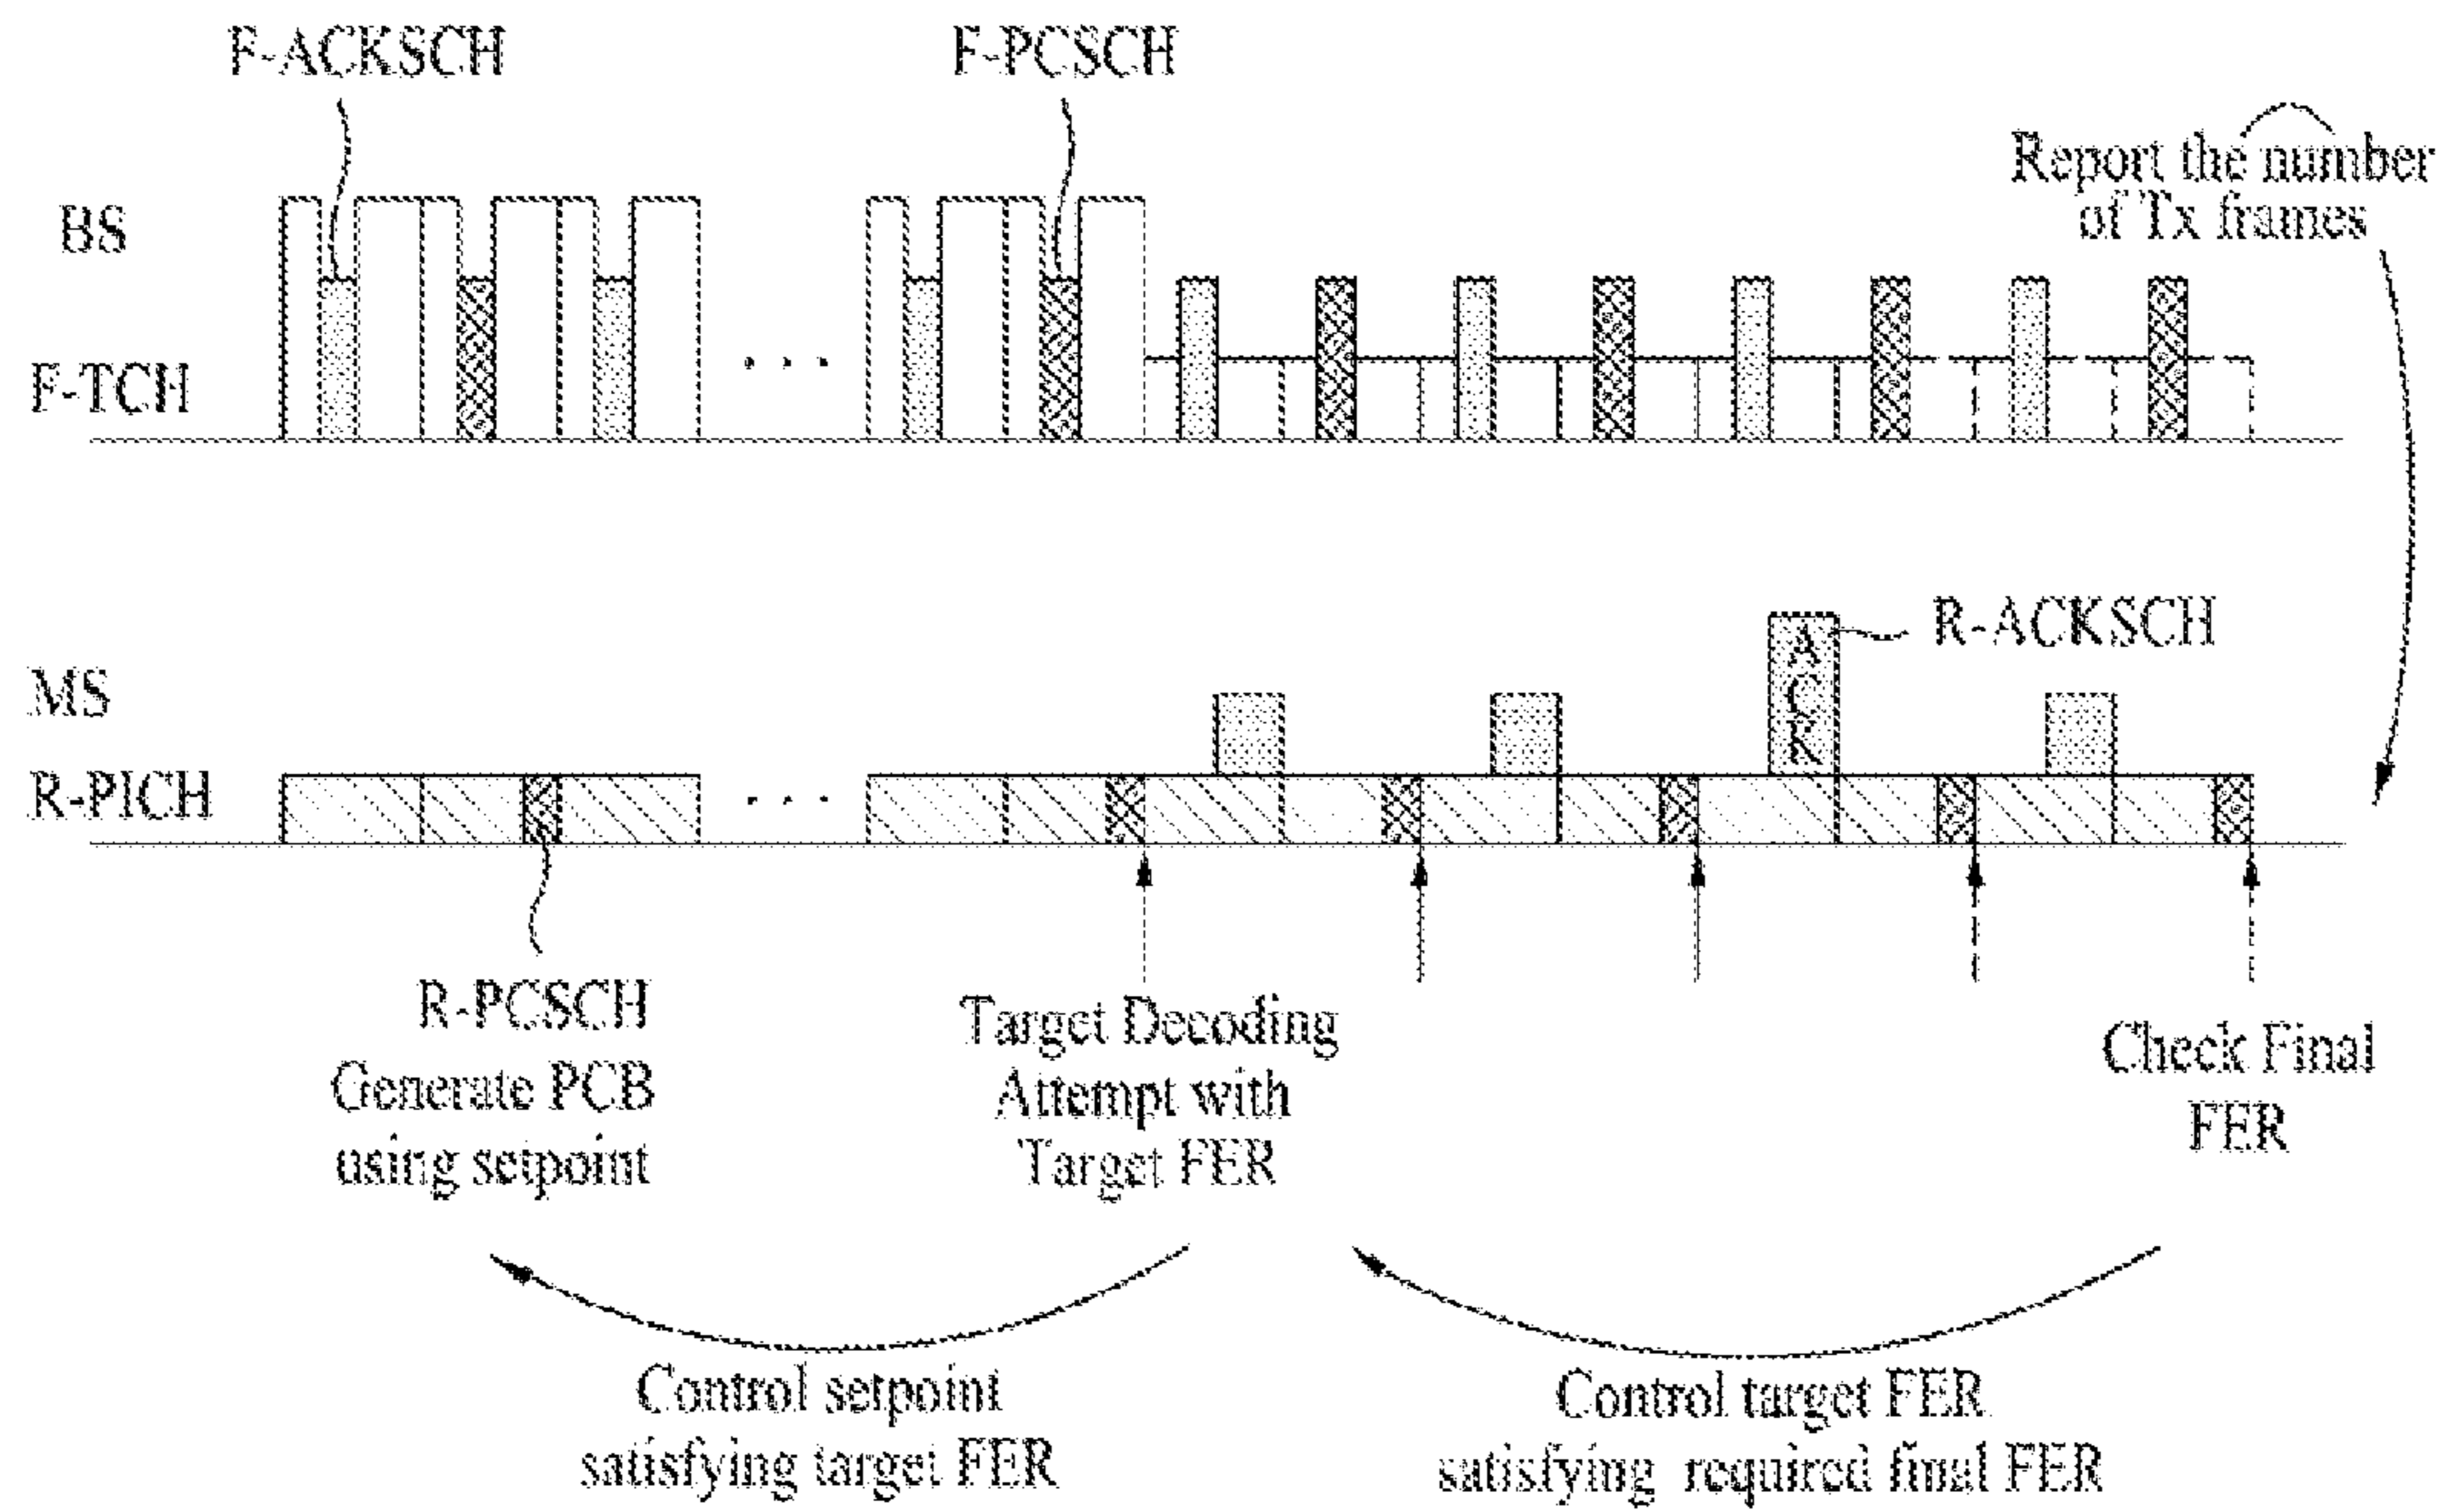 F-ACKSCH
F-PCSCH
Report the number
of Tx frames
BS
F-TCH
. . .
R-ACKSCH
ACK
MS
R-PICH
. . .
R-PCSCH
Generate PCB
using setpoint
Target Decoding
Attempt with
Target FER
Check Final
FER
Control setpoint
satisfying target FER
Control target FER
satisfying required final FER